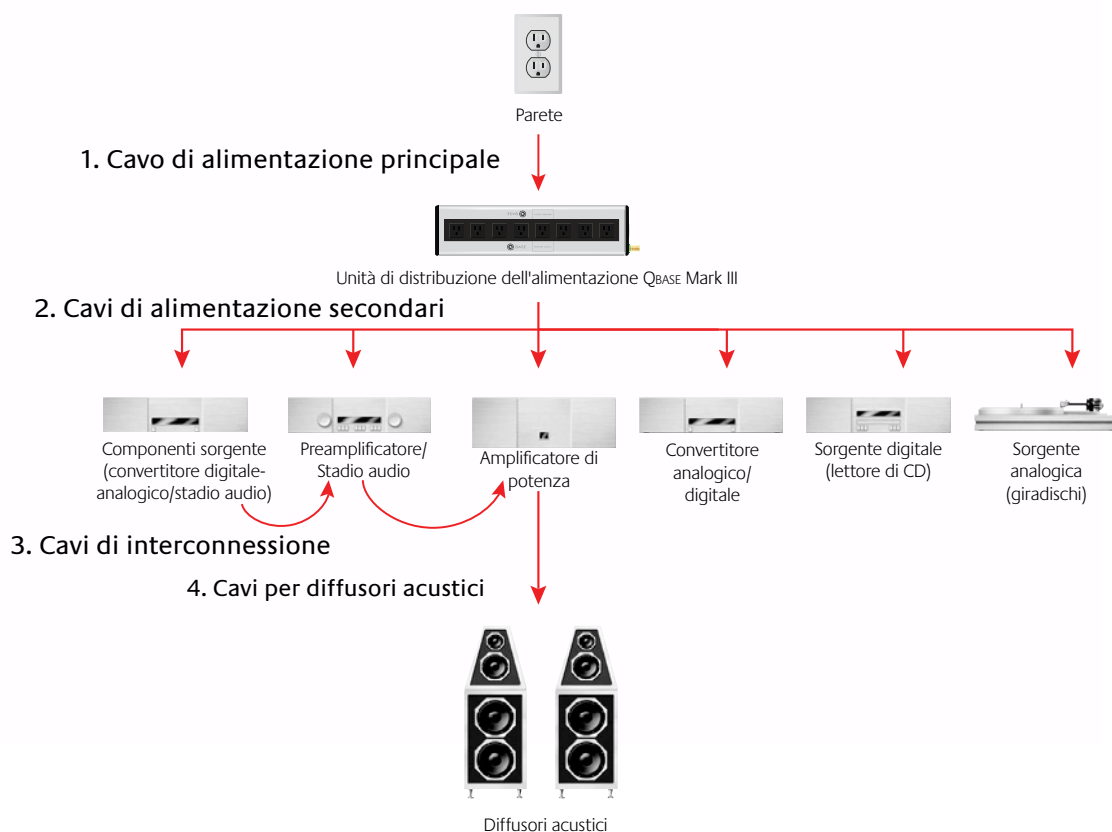 Parete
1. Cavo di alimentazione principale
Unità di distribuzione dell'alimentazione QBASE Mark III
2. Cavi di alimentazione secondari
Componenti sorgente
(convertitore digitale-
analogico/stadio audio)
Preamplificatore/
Stadio audio
Amplificatore di
potenza
Convertitore
analogico/
digitale
Sorgente digitale
(lettore di CD)
Sorgente
analogica
(giradischi)
3. Cavi di interconnessione
4. Cavi per diffusori acustici
Diffusori acustici